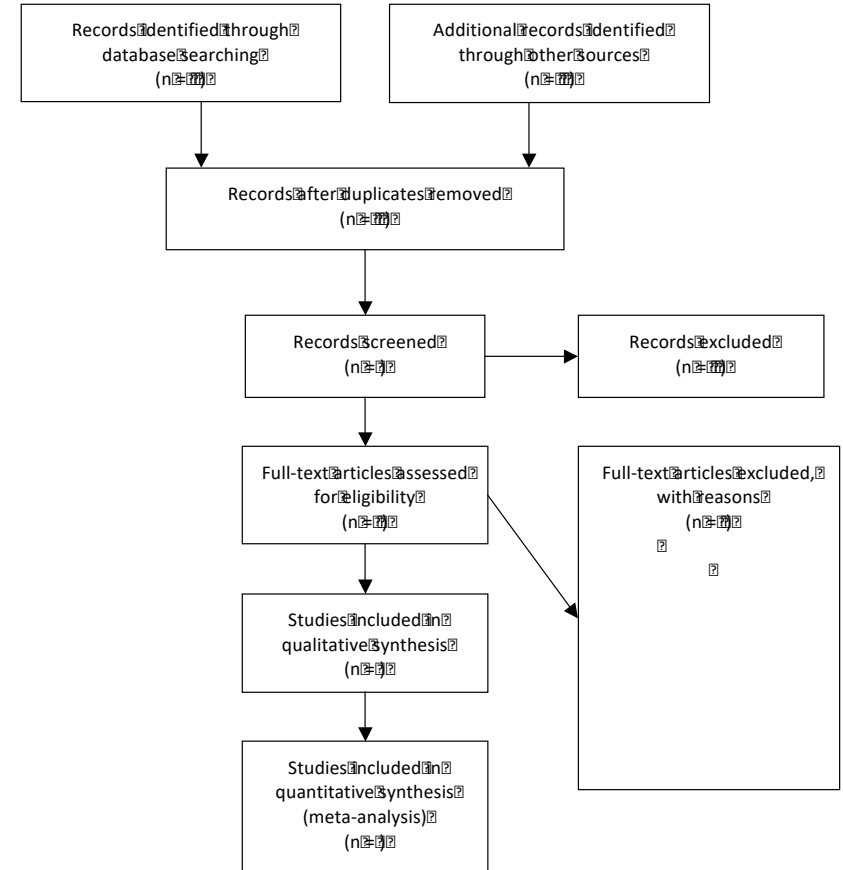 Records identified through
database searching
(n = )
Additional records identified
through other sources
(n = )
Records after duplicates removed
(n = )
Records screened
(n = )
Records excluded
(n = )
Full-text articles assessed
for eligibility
(n = )
Full-text articles excluded,
with reasons
(n = )
Studies included in
qualitative synthesis
(n = )
Studies included in
quantitative synthesis
(meta-analysis)
(n = )